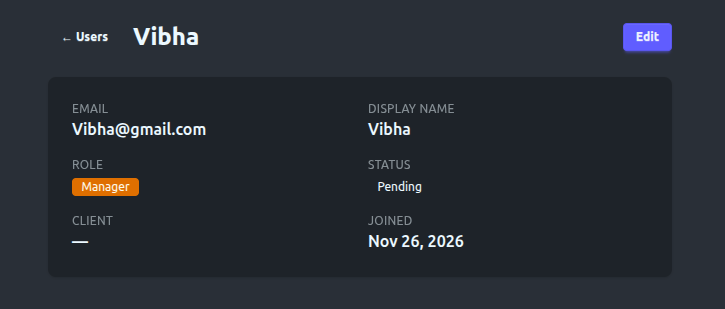 ← Users Vibha Edit
EMAIL DISPLAY NAME
Vibha@gmail.com Vibha
ROLE STATUS
Manager Pending
CLIENT JOINED
— Nov 26, 2026